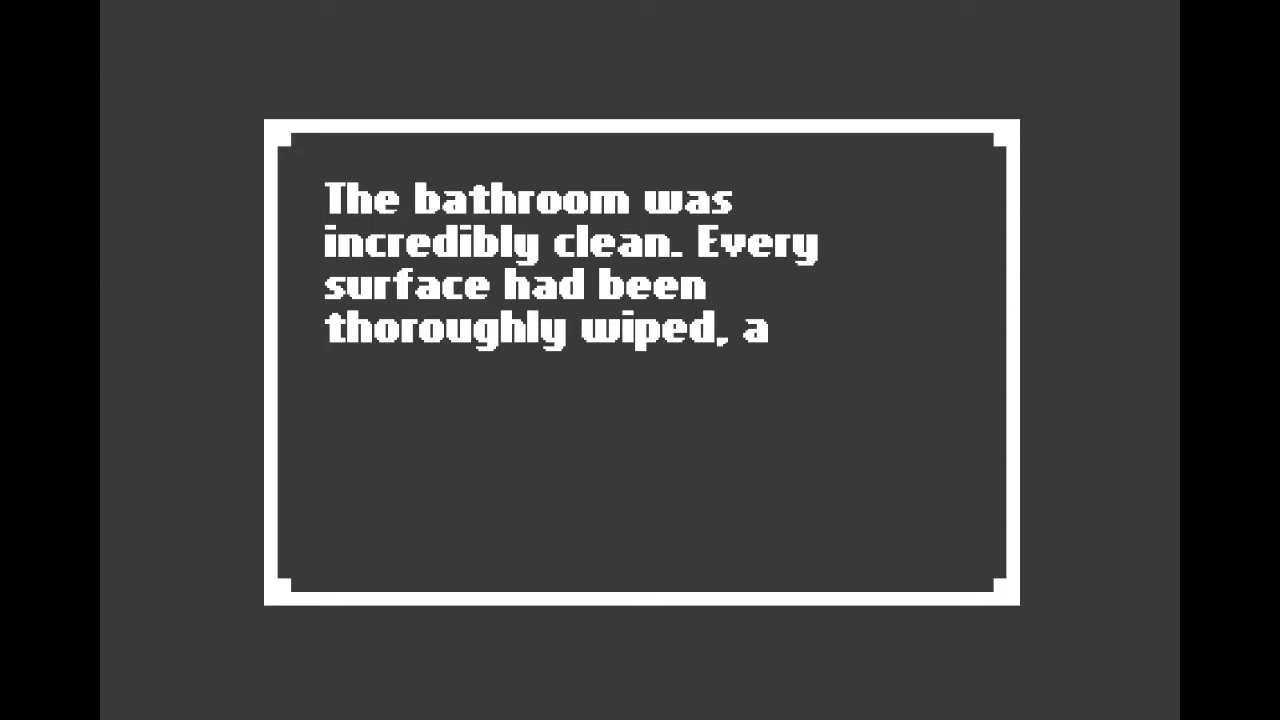 The bathroom was
incredibly clean. Every
surface had been
thoroughly wiped, a